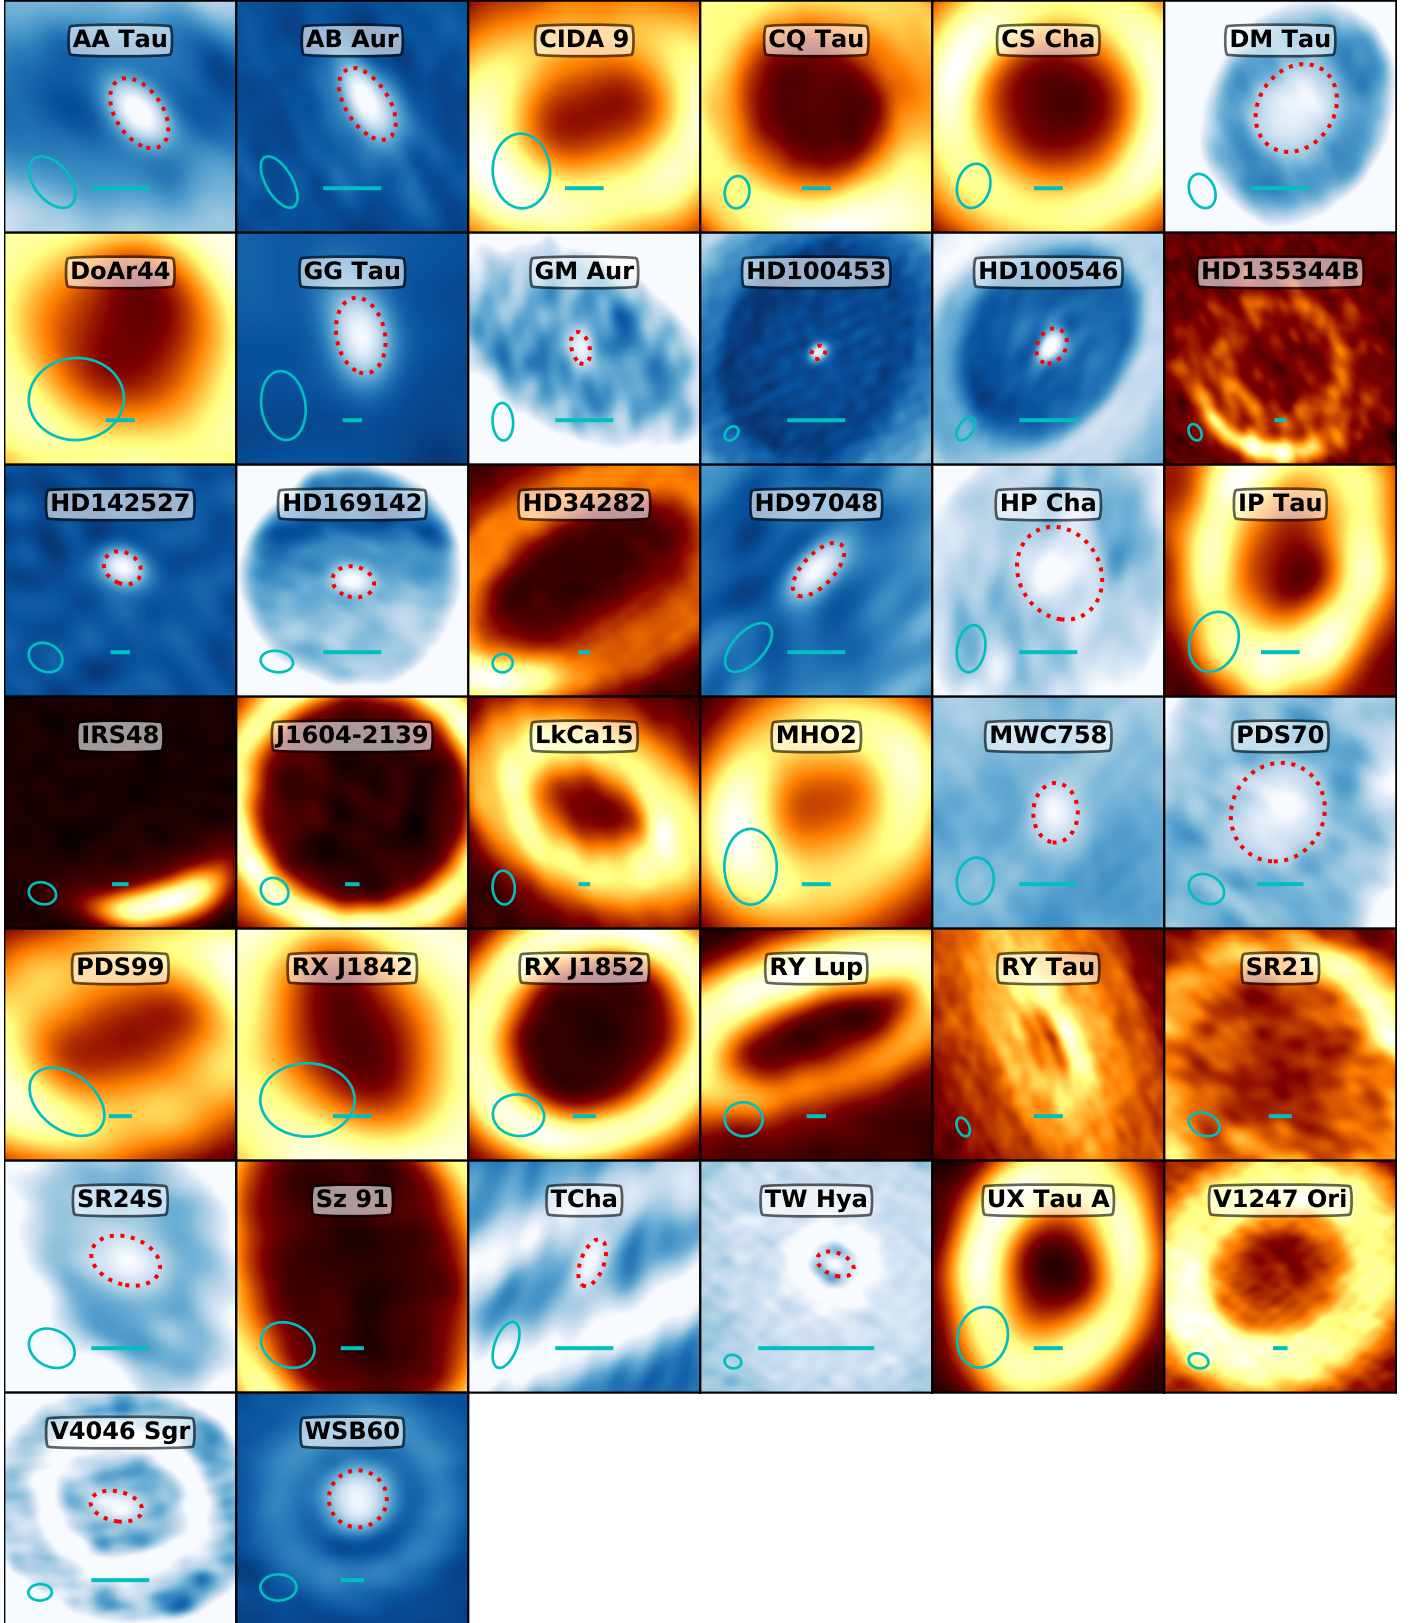 AA Tau
AB Aur
CIDA 9
CQ Tau
CS Cha
DM Tau
DoAr44
GG Tau
GM Aur
HD100453
HD100546
HD135344B
HD142527
HD169142
HD34282
HD97048
HP Cha
IP Tau
IRS48
J1604-2139
LkCa15
MHO2
MWC758
PDS70
PDS99
RX J1842
RX J1852
RY Lup
RY Tau
SR21
SR24S
Sz 91
TCha
TW Hya
UX Tau A
V1247 Ori
V4046 Sgr
WSB60